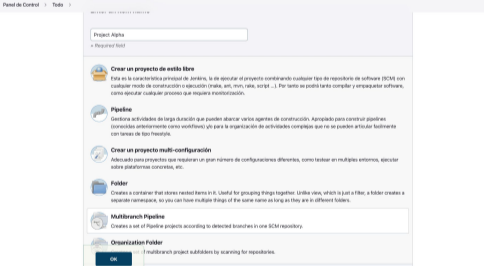 Panel de Control > Todo >
Project Alpha
» Required field
Crear un proyecto de estilo libre
Esta es la característica principal de Jenkins, la de ejecutar el proyecto combinando cualquier tipo de repositorio de software (SCM) con
cualquier modo de construcción o ejecución (make, ant, mvn, rake, script ...). Por tanto se podrá tanto compilar y empaquetar software,
como ejecutar cualquier proceso que requiera monitorización.
Pipeline
Gestiona actividades de larga duración que pueden abarcar varios agentes de construcción. Apropiado para construir pipelines
(conocidas anteriormente como workflows) y/o para la organización de actividades complejas que no se pueden articular fácilmente
con tareas de tipo freestyle.
Crear un proyecto multi-configuración
Adecuado para proyectos que requieran un gran número de configuraciones diferentes, como testear en multiples entornos, ejecutar
sobre plataformas concretas, etc.
Folder
Creates a container that stores nested items in it. Useful for grouping things together. Unlike view, which is just a filter, a folder creates a
separate namespace, so you can have multiple things of the same name as long as they are in different folders.
Multibranch Pipeline
Creates a set of Pipeline projects according to detected branches in one SCM repository.
Organization Folder
of multibranch project subfolders by scanning for repositories.
OK